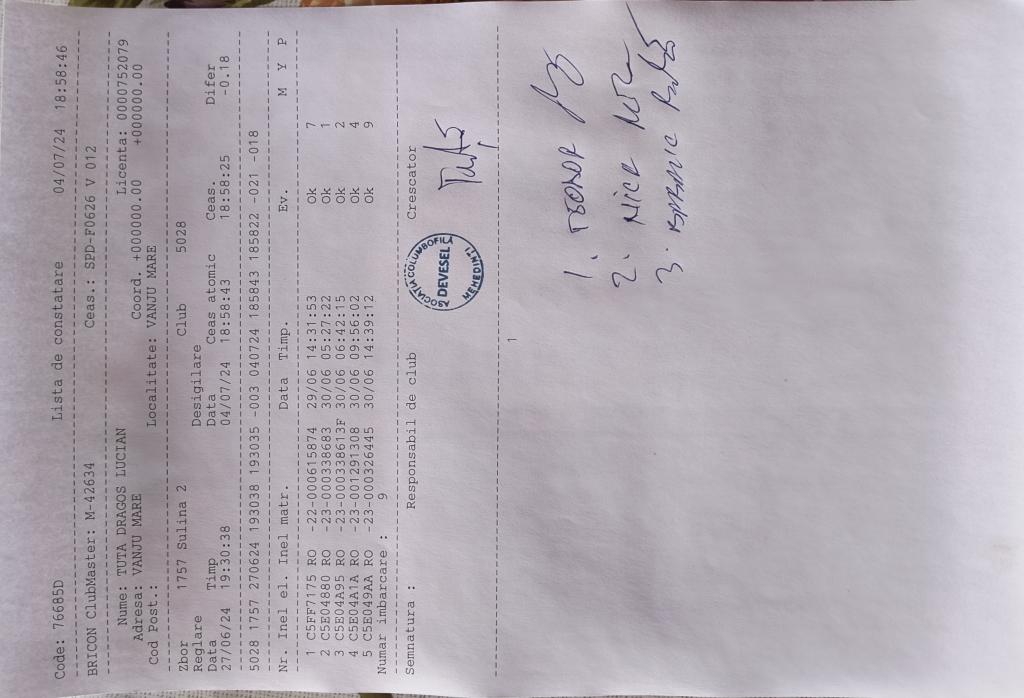 Code: 76685D Lista de constatare 04/07/24 18:58:46
BRICON ClubMaster: M-42634 Ceas.: SPD-F0626 V 012
Nume: TUTA DRAGOS LUCIAN Licenta: 0000752079
Adresa: VANJU MARE Coord. +000000.00 +000000.00
Cod Post.: Localitate: VANJU MARE
Zbor 1757 Sulina 2 Club 5028
Reglare Desigilare
Data Timp Data Ceas atomic Ceas. Difer
27/06/24 19:30:38 04/07/24 18:58:43 18:58:25 -0.18
5028 1757 270624 193038 193035 -003 040724 185843 185822 -021 -018
Nr. Inel el. Inel matr. Data Timp. Ev. M Y P
1 C5FF7175 RO -22-000615874 29/06 14:31:53 Ok 7
2 C5E04880 RO -23-000338683 30/06 05:27:22 Ok 1
3 C5E04A95 RO -23-000338613F 30/06 06:42:15 Ok 2
4 C5E04A1A RO -23-001291308 30/06 09:56:02 Ok 4
5 C5E049AA RO -23-000326445 30/06 14:39:12 Ok 9
Numar imbarcare : 9
Semnatura : Responsabil de club Crescator
ASOCIATIA COLUMBOFILĂ
DEVESEL
MEHEDINTI
1
1.
2. NICA
3.